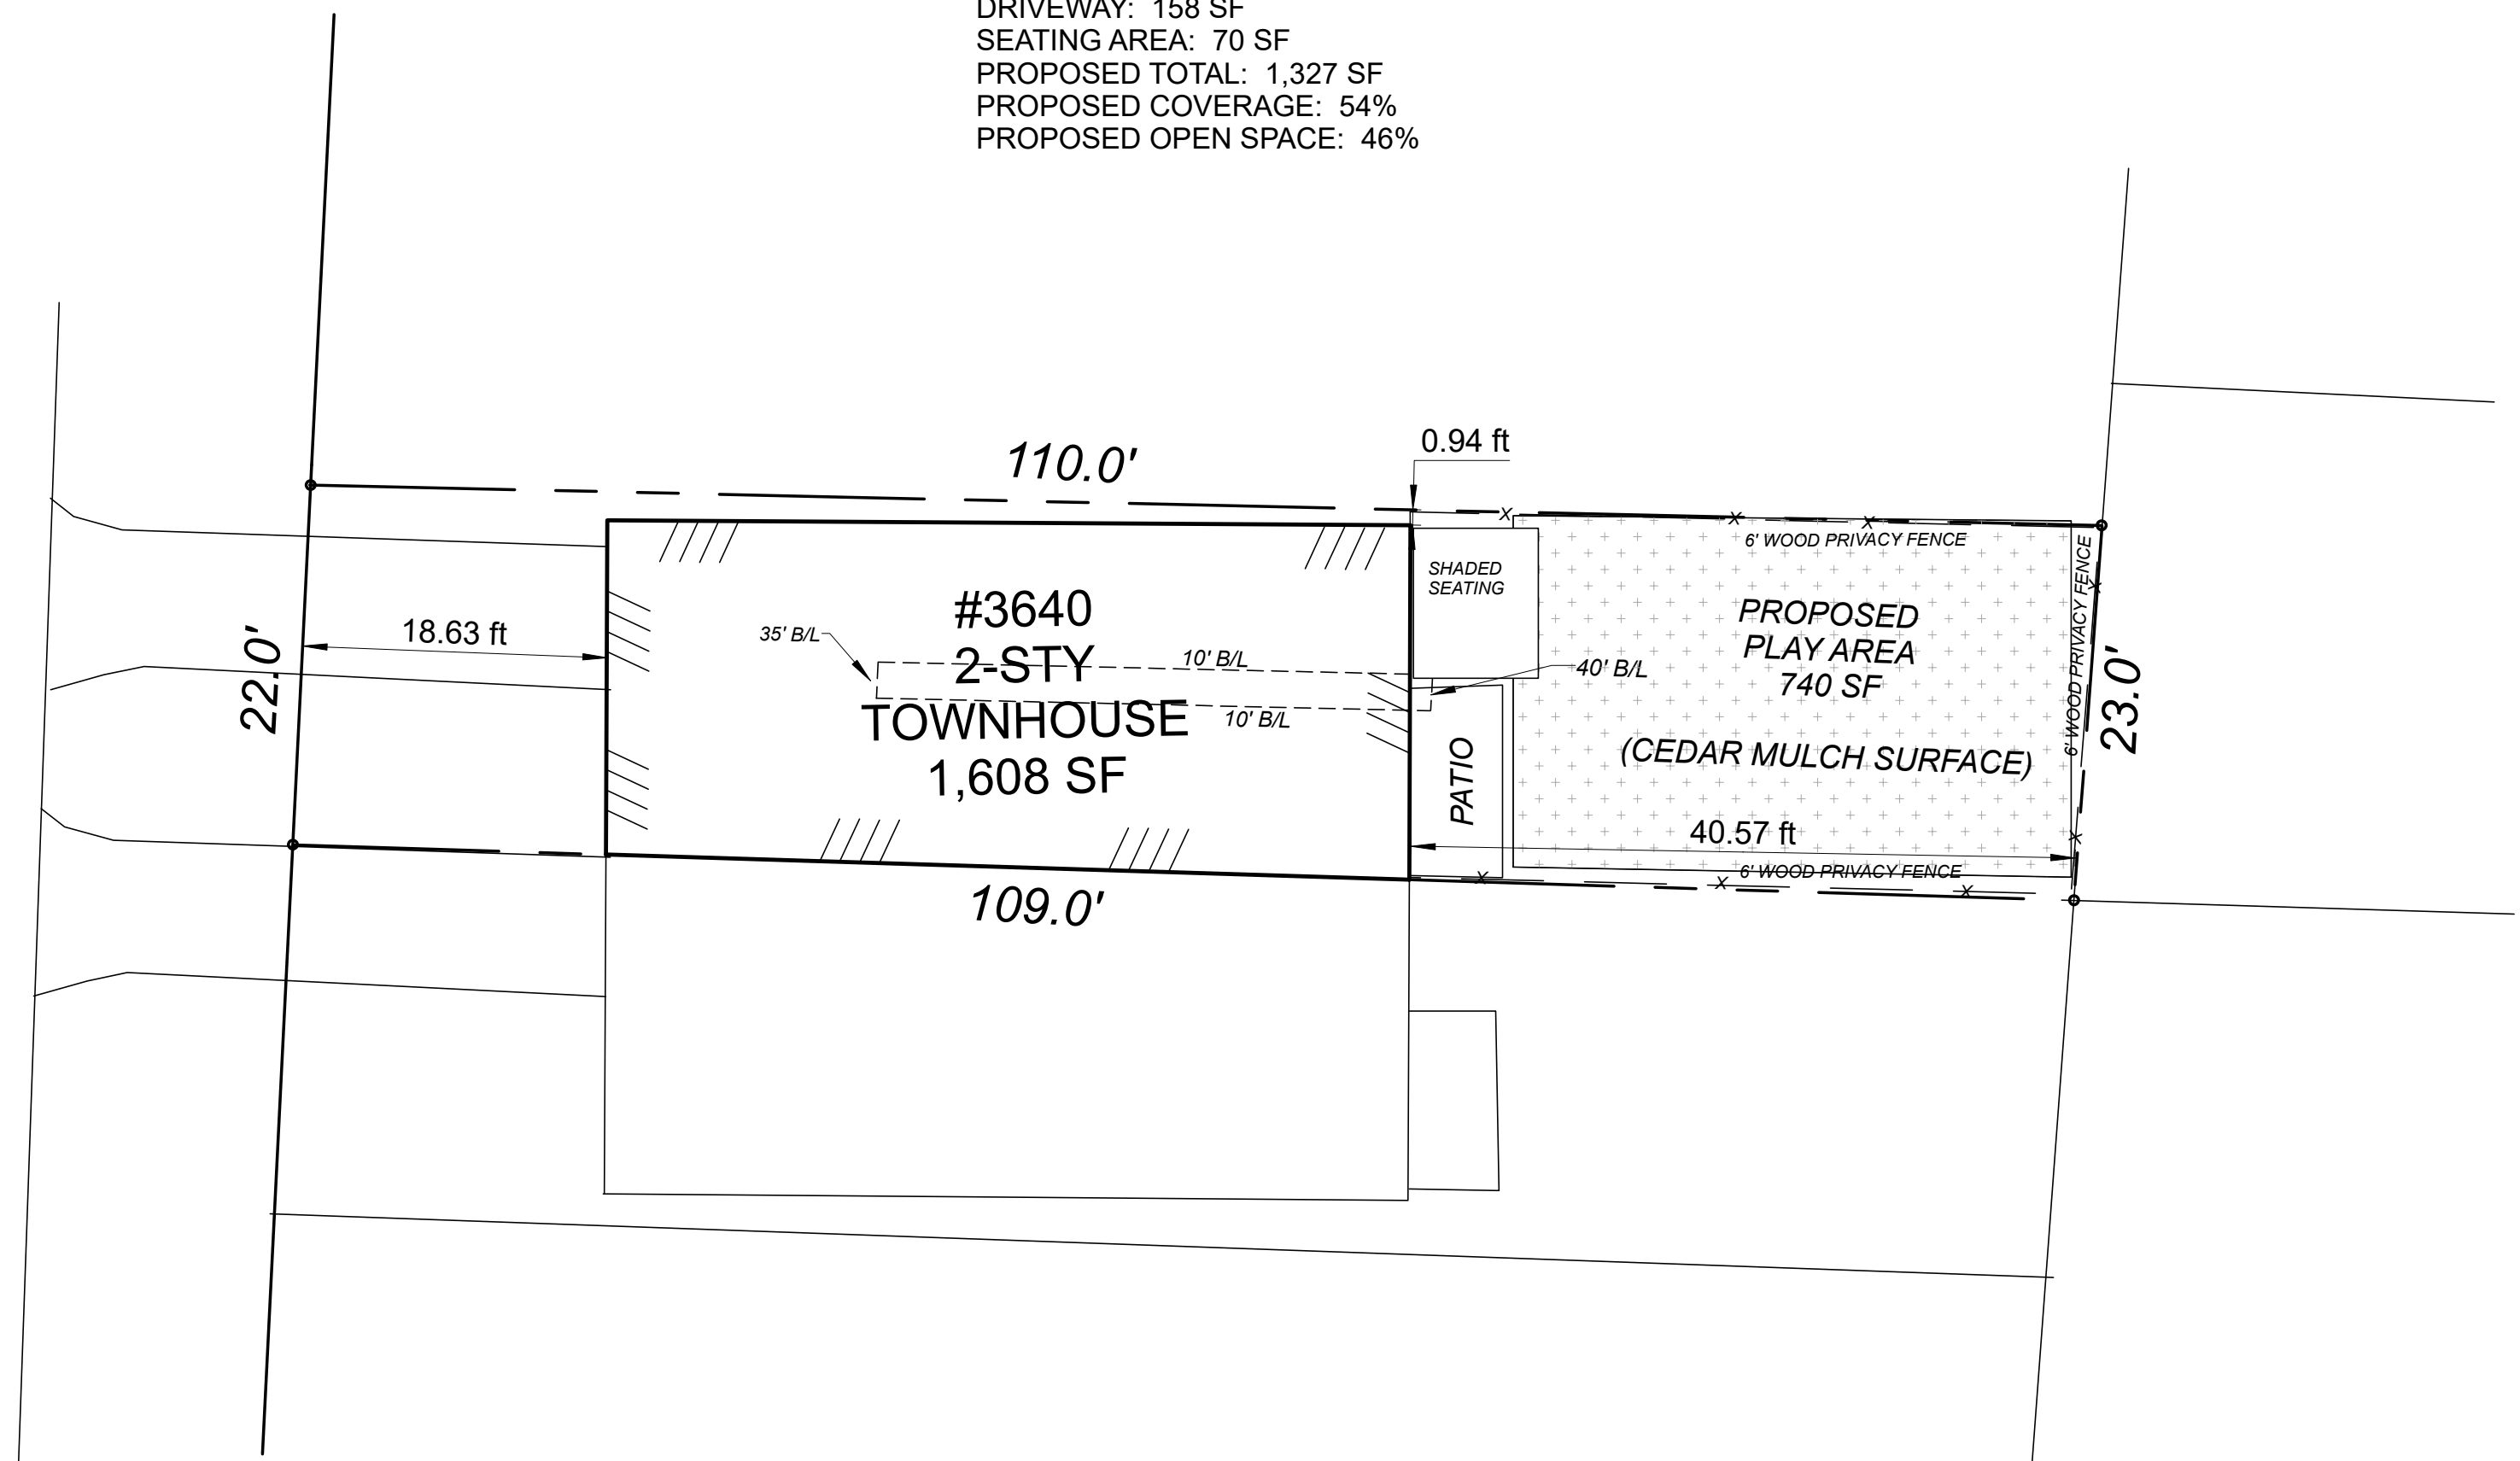 DRIVEWAY: 158 SF
SEATING AREA: 70 SF
PROPOSED TOTAL: 1,327 SF
PROPOSED COVERAGE: 54%
PROPOSED OPEN SPACE: 46%
110.0'
0.94 ft
6' WOOD PRIVACY FENCE
SHADED
SEATING
#3640
2-STY
TOWNHOUSE
1,608 SF
35' B/L
10' B/L
10' B/L
40' B/L
18.63 ft
22.0'
PROPOSED
PLAY AREA
740 SF
(CEDAR MULCH SURFACE)
6' WOOD PRIVACY FENCE
23.0'
PATIO
40.57 ft
6' WOOD PRIVACY FENCE
109.0'